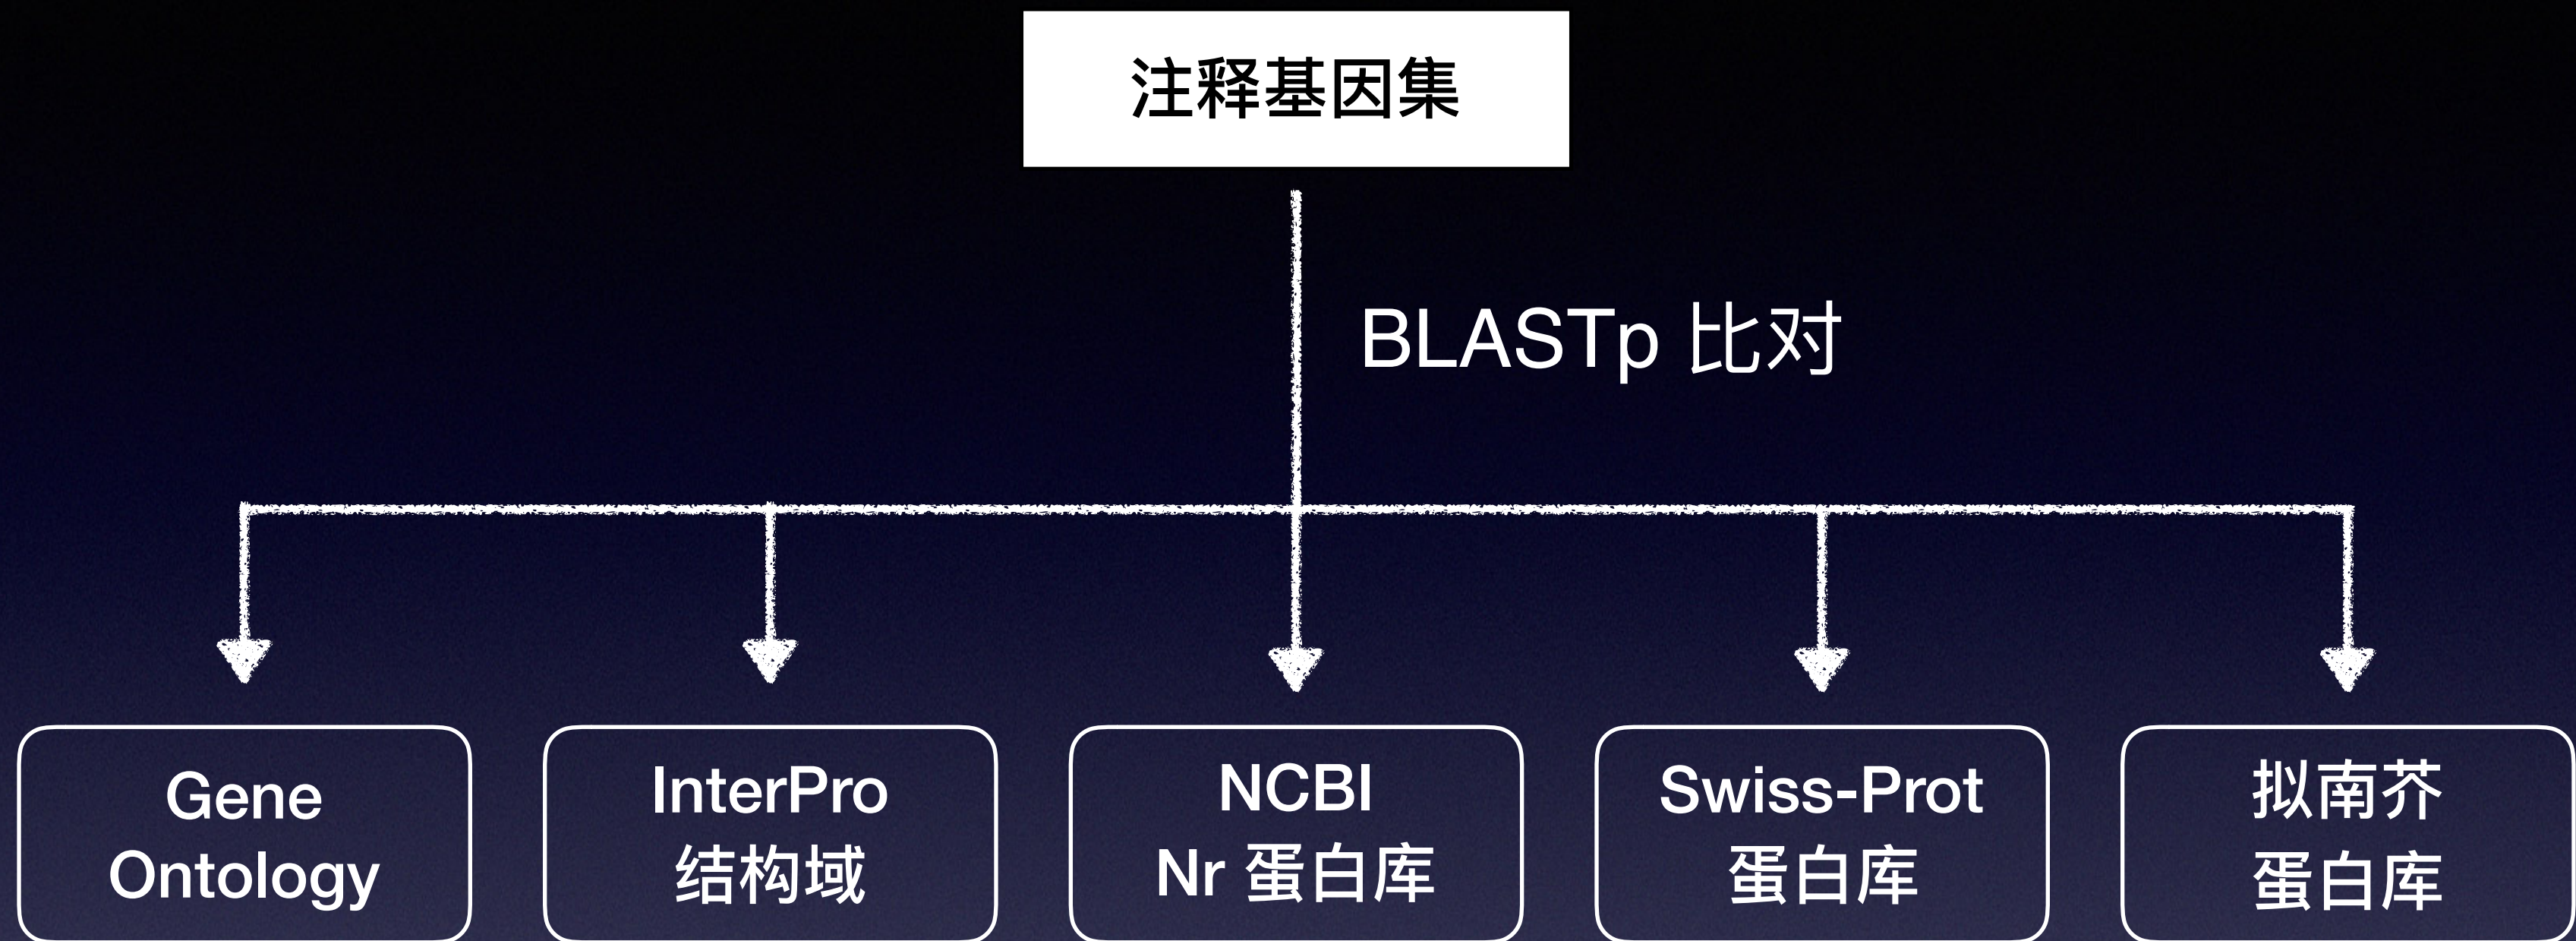 注释基因集
BLASTp 比对
Gene
Ontology
InterPro
结构域
NCBI
Nr 蛋白库
Swiss-Prot
蛋白库
拟南芥
蛋白库